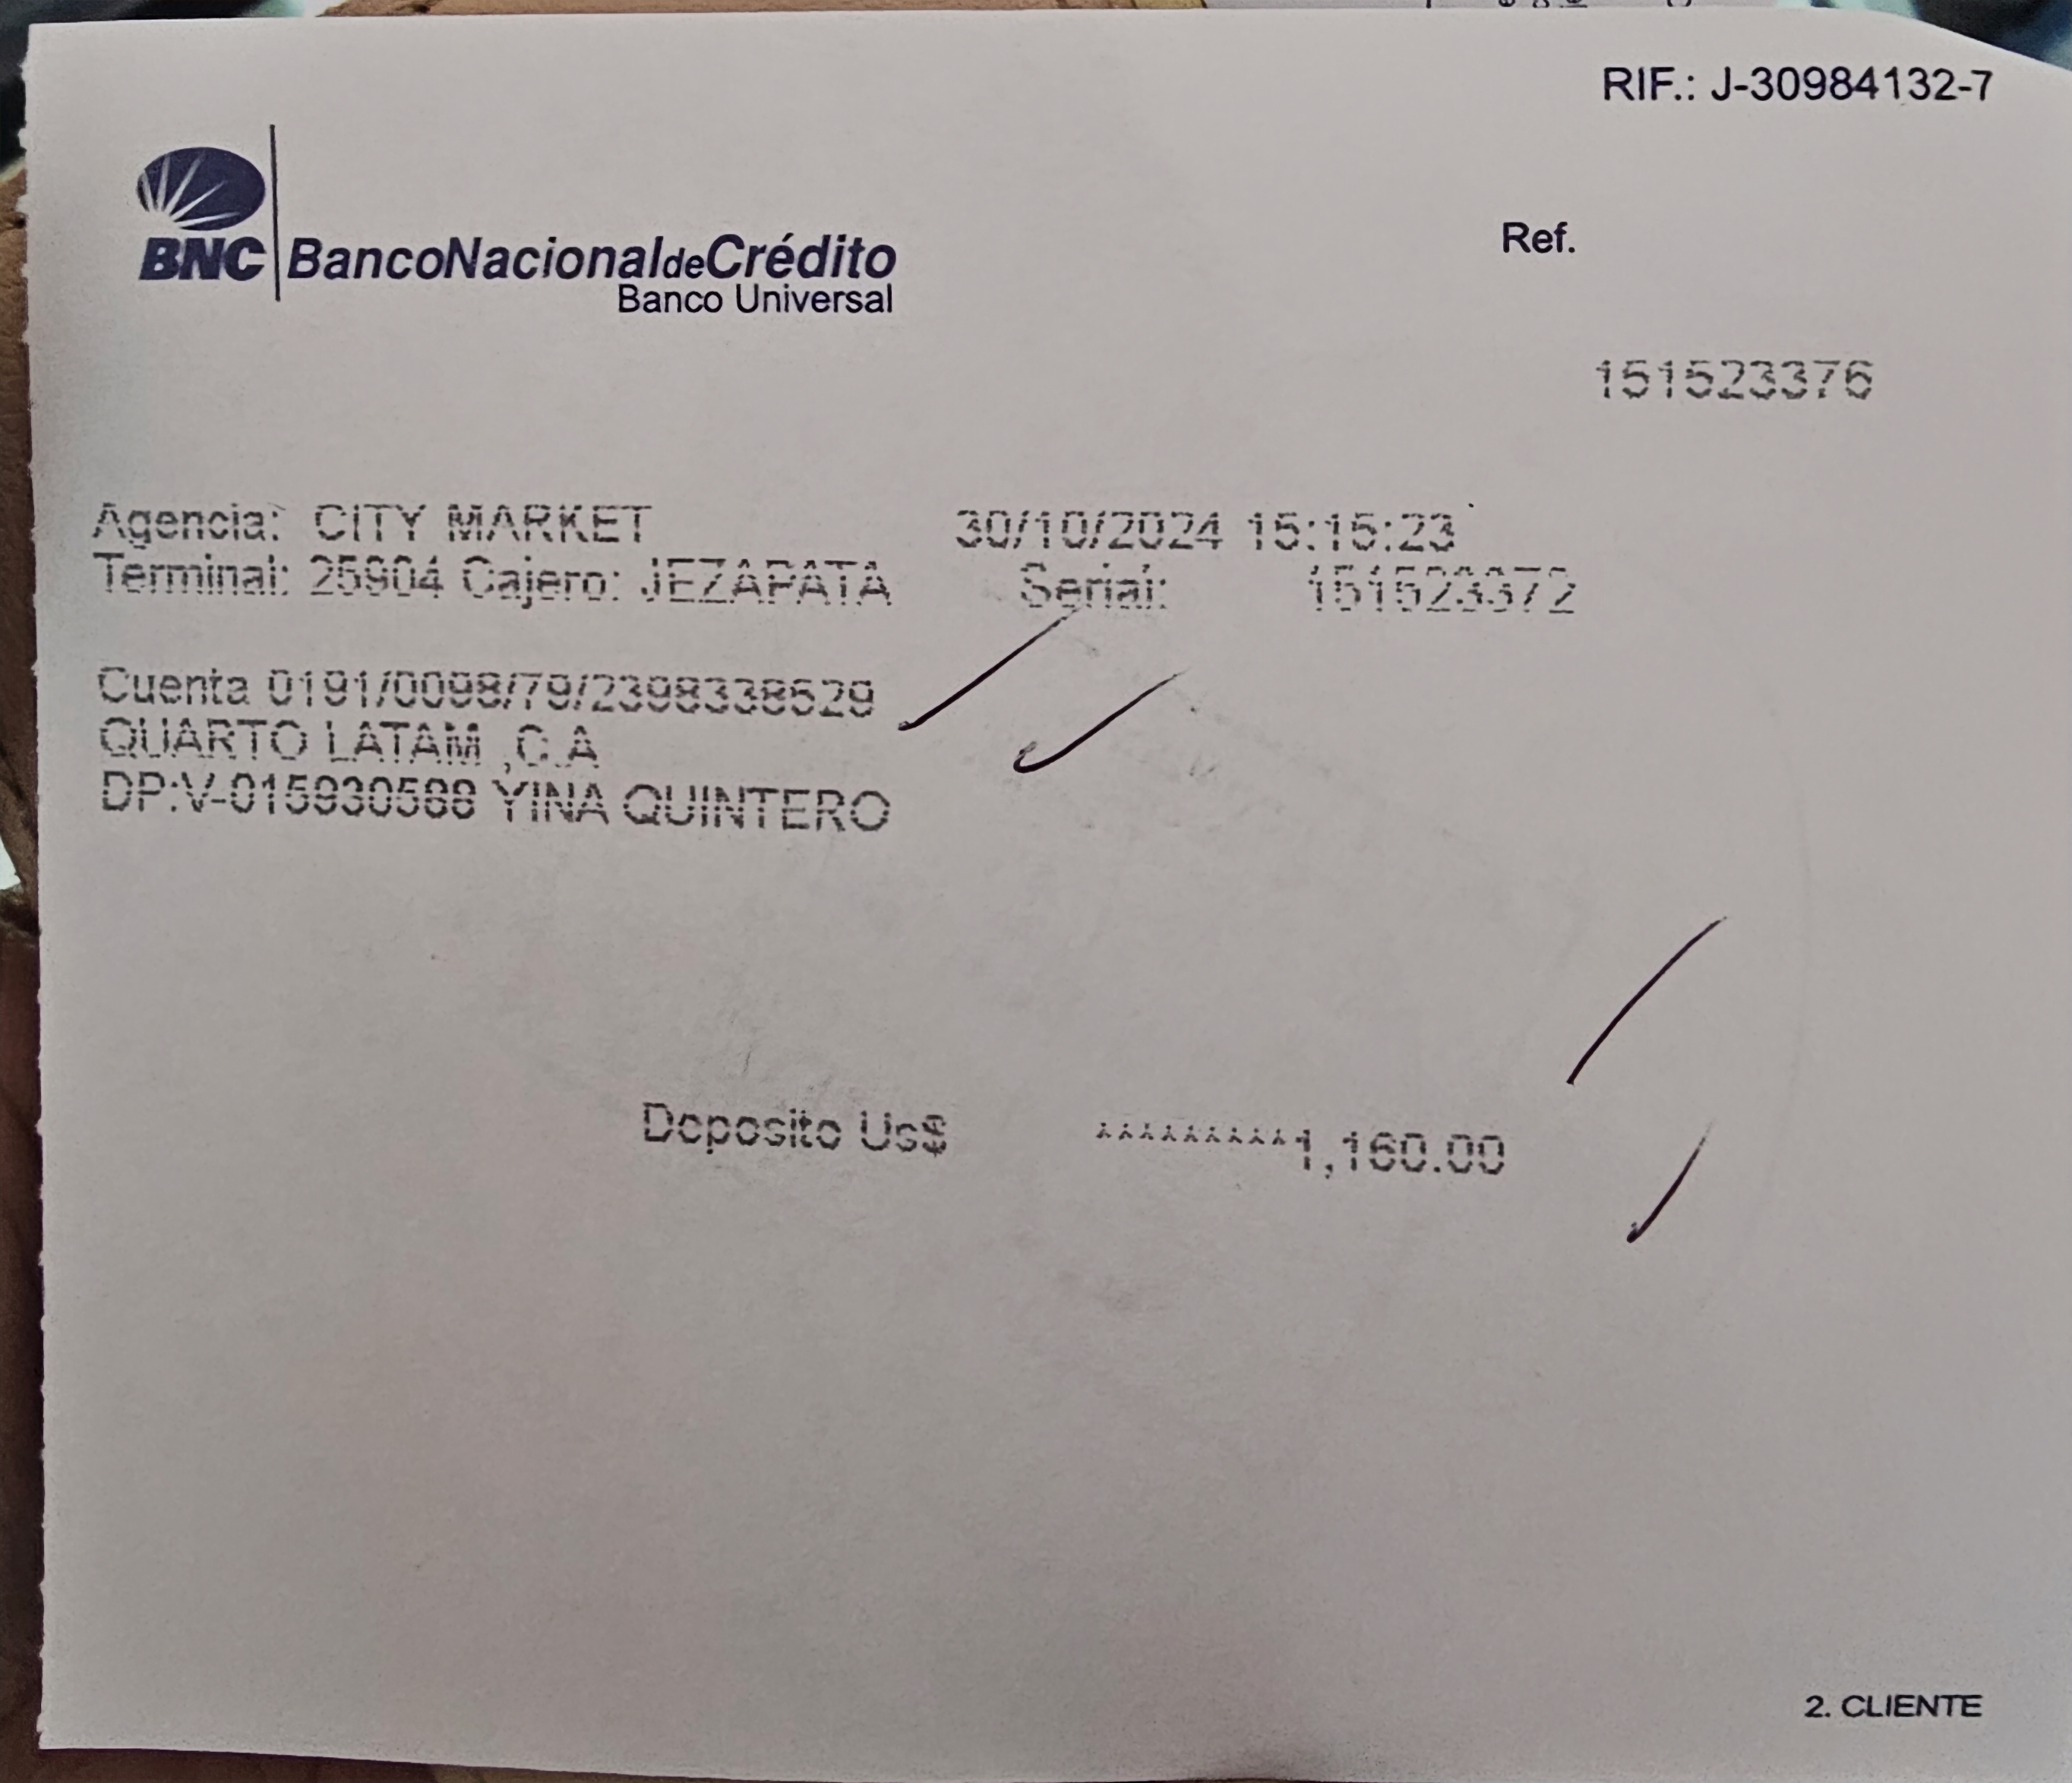 RIF.: J-30984132-7
BNC BancoNacionaldeCrédito
Banco Universal
Ref.
151523376
Agencia: CITY MARKET 30/10/2024 15:15:23
Terminal: 25904 Cajero: JEZAPATA Serial: 151523372
Cuenta 0191/0098/79/2398338529
QUARTO LATAM ,C.A
DP:V-015930588 YINA QUINTERO
Deposito Us$ *********1,160.00
2. CLIENTE